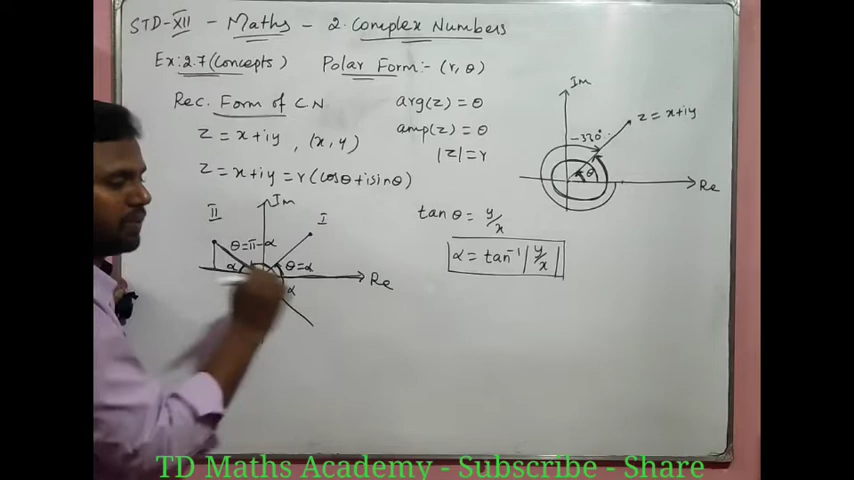 STD-XII - Maths - 2. Complex Numbers
Ex: 2.7 (Concepts)
Polar Form:- (r, θ)
Rec. Form of C.N
z = x+iy , (x, y)
z = x+iy = r(cosθ+isinθ)
arg(z) = θ
amp(z) = θ
|z| = r
Im
z = x+iy
-330°
θ
Re
tan θ = y/x
α = tan⁻¹ |y/x|
Im
II
I
θ=π-α
α
θ=α
Re
α
TD Maths Academy - Subscribe - Share